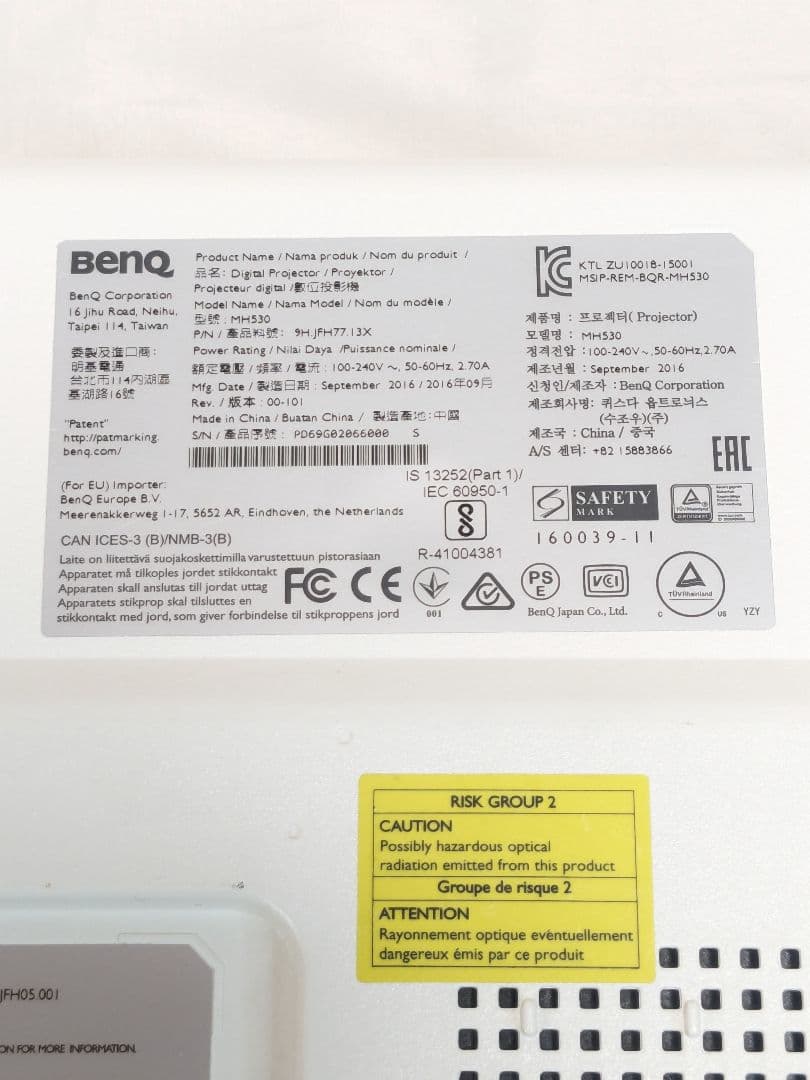 BenQ
BenQ Corporation
16 Jihu Road, Neihu,
Taipei 114, Taiwan
委製及進口商:
明基電通
台北市114內湖區
基湖路16號
"Patent"
http://patmarking.
benq.com/
Product Name / Nama produk / Nom du produit /
品名: Digital Projector / Proyektor /
Projecteur digital /數位投影機
Model Name / Nama Model / Nom du modèle /
型號 : MH530
P/N / 產品料號: 9H.JFH77.13X
Power Rating / Nilai Daya /Puissance nominale /
額定電壓 / 頻率 / 電流 : 100-240V ~, 50-60Hz, 2.70A
Mfg. Date / 製造日期 : September 2016 / 2016年09月
Rev. / 版本 : 00-101
Made in China / Buatan China / 製造產地: 中國
S/N / 產品序號: PD69G02066000 S
KTL ZU10018-15001
MSIP-REM-BQR-MH530
제품명 : 프로젝터( Projector)
모델명 : MH530
정격전압 :100-240V~,50-60Hz,2.70A
제조년월 : September 2016
신청인/제조자 : BenQ Corporation
제조회사명: 퀴스다 옵트로닉스
(수조우)(주)
제조국 : China / 중국
A/S 센터: +82 15883866
EAC
(For EU) Importer:
BenQ Europe B.V.
Meerenakkerweg 1-17, 5652 AR, Eindhoven, the Netherlands
IS 13252(Part 1)/
IEC 60950-1
R-41004381
SAFETY
MARK
160039-11
TÜVRheinland
CERTIFIED
CAN ICES-3 (B)/NMB-3(B)
Laite on liitettävä suojakoskettimilla varustettuun pistorasiaan
Apparatet må tilkoples jordet stikkontakt
Apparaten skall anslutas till jordat uttag
Apparatets stikprop skal tilsluttes en
stikkontakt med jord, som giver forbindelse til stikproppens jord
FC CE
001
PS
E
VCI
BenQ Japan Co., Ltd.
TÜVRheinland
C US
YZY
RISK GROUP 2
CAUTION
Possibly hazardous optical
radiation emitted from this product
Groupe de risque 2
ATTENTION
Rayonnement optique eventuellement
dangereux émis par ce produit
JFH05.001
ON FOR MORE INFORMATION.